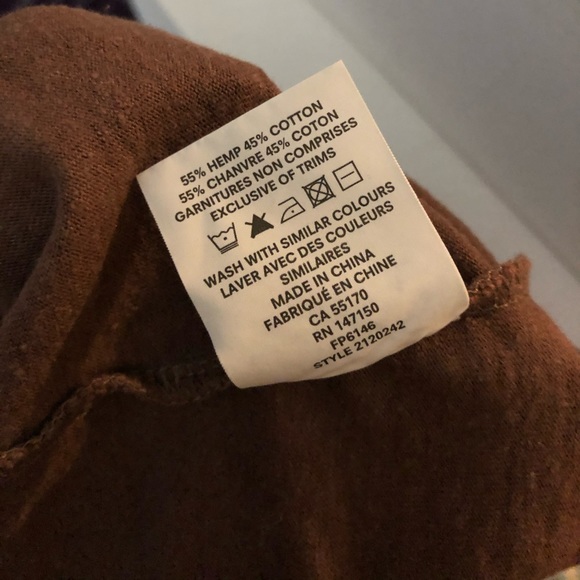 55% HEMP 45% COTTON
55% CHANVRE 45% COTON
GARNITURES NON COMPRISES
EXCLUSIVE OF TRIMS
WASH WITH SIMILAR COLOURS
LAVER AVEC DES COULEURS
SIMILAIRES
MADE IN CHINA
FABRIQUÉ EN CHINE
CA 55170
RN 147150
FP6146
STYLE 2120242